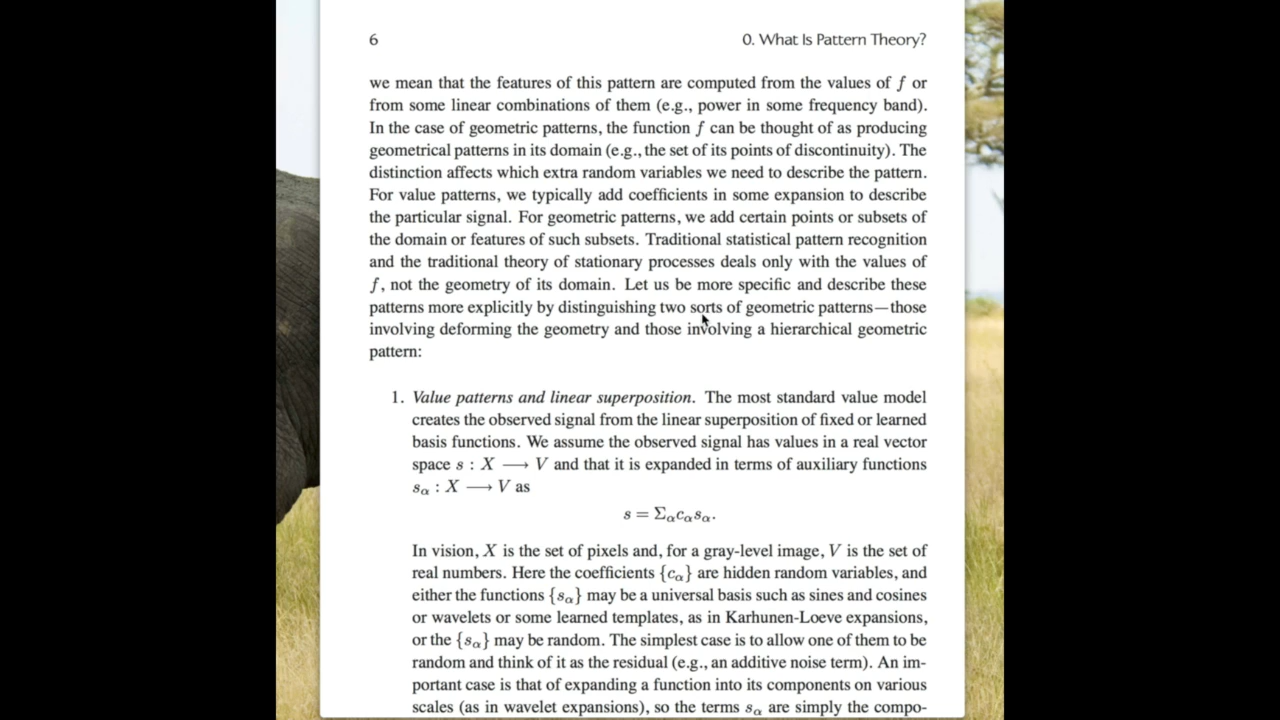 6 0. What Is Pattern Theory?
we mean that the features of this pattern are computed from the values of f or
from some linear combinations of them (e.g., power in some frequency band).
In the case of geometric patterns, the function f can be thought of as producing
geometrical patterns in its domain (e.g., the set of its points of discontinuity). The
distinction affects which extra random variables we need to describe the pattern.
For value patterns, we typically add coefficients in some expansion to describe
the particular signal. For geometric patterns, we add certain points or subsets of
the domain or features of such subsets. Traditional statistical pattern recognition
and the traditional theory of stationary processes deals only with the values of
f, not the geometry of its domain. Let us be more specific and describe these
patterns more explicitly by distinguishing two sorts of geometric patterns—those
involving deforming the geometry and those involving a hierarchical geometric
pattern:
1. Value patterns and linear superposition. The most standard value model
creates the observed signal from the linear superposition of fixed or learned
basis functions. We assume the observed signal has values in a real vector
space s : X ⟶ V and that it is expanded in terms of auxiliary functions
sα : X ⟶ V as
s = Σαcαsα.
In vision, X is the set of pixels and, for a gray-level image, V is the set of
real numbers. Here the coefficients {cα} are hidden random variables, and
either the functions {sα} may be a universal basis such as sines and cosines
or wavelets or some learned templates, as in Karhunen-Loeve expansions,
or the {sα} may be random. The simplest case is to allow one of them to be
random and think of it as the residual (e.g., an additive noise term). An im-
portant case is that of expanding a function into its components on various
scales (as in wavelet expansions), so the terms sα are simply the compo-